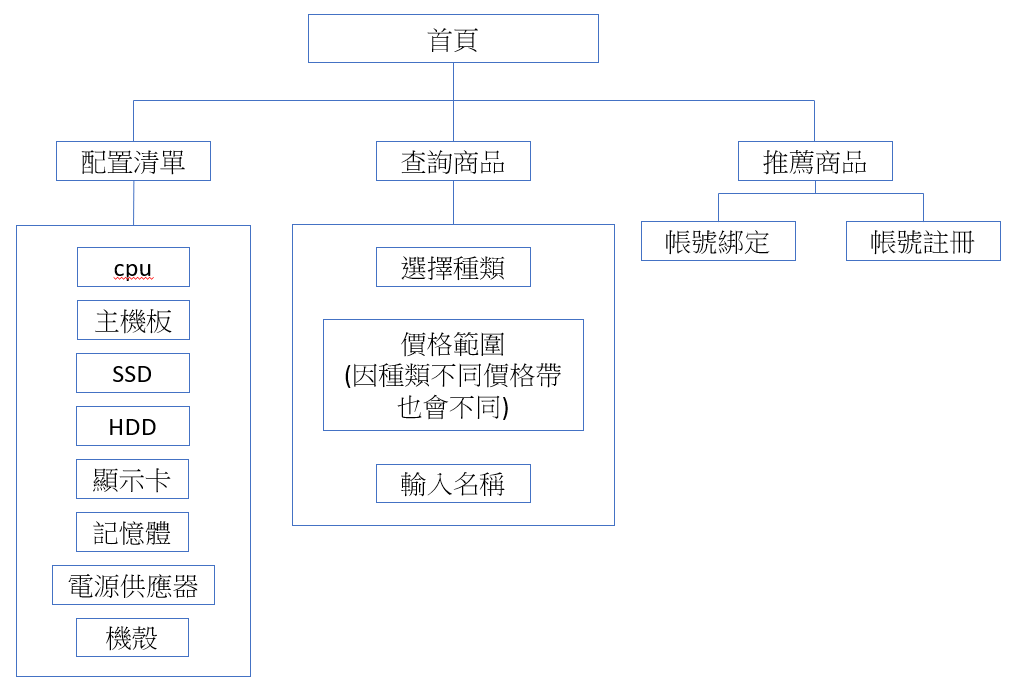 首頁
配置清單
查詢商品
推薦商品
帳號綁定
帳號註冊
cpu
主機板
SSD
HDD
顯示卡
記憶體
電源供應器
機殼
選擇種類
價格範圍
(因種類不同價格帶
也會不同)
輸入名稱